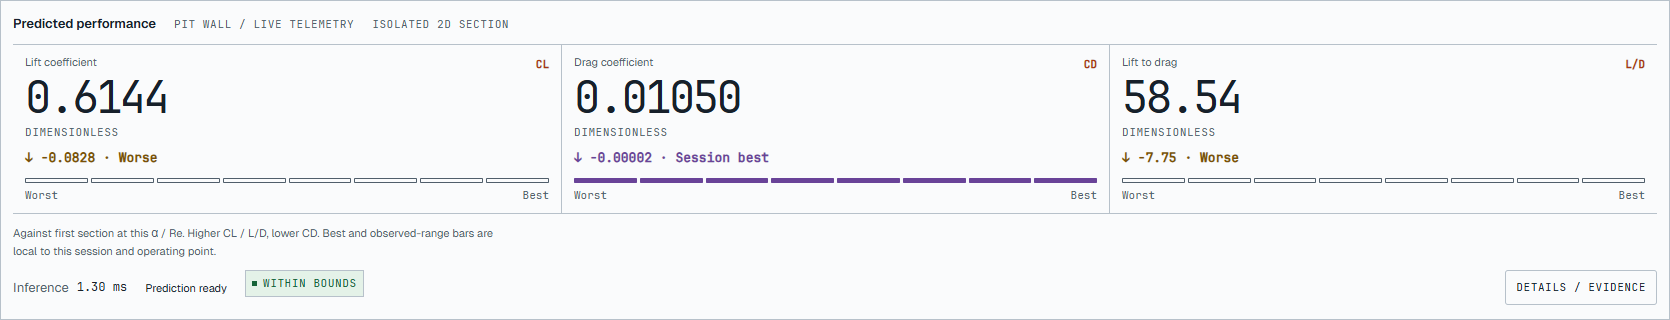 Predicted performance PIT WALL / LIVE TELEMETRY ISOLATED 2D SECTION
Lift coefficient CL
0.6144
DIMENSIONLESS
↓ -0.0828 · Worse
Worst Best
Drag coefficient CD
0.01050
DIMENSIONLESS
↓ -0.00002 · Session best
Worst Best
Lift to drag L/D
58.54
DIMENSIONLESS
↓ -7.75 · Worse
Worst Best
Against first section at this α / Re. Higher CL / L/D, lower CD. Best and observed-range bars are
local to this session and operating point.
Inference 1.30 ms Prediction ready WITHIN BOUNDS DETAILS / EVIDENCE